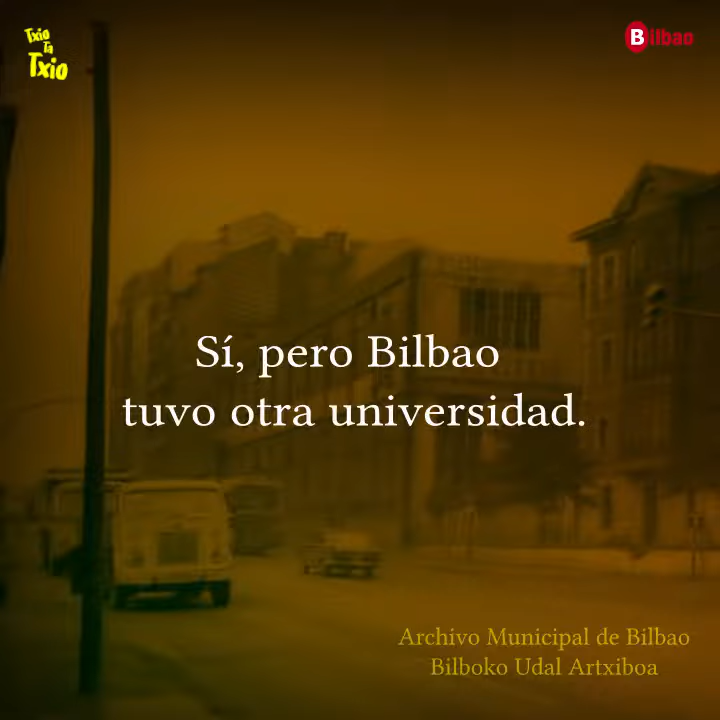 Txio
Ta
Txio
Bilbao
Sí, pero Bilbao
tuvo otra universidad.
Archivo Municipal de Bilbao
Bilboko Udal Artxiboa